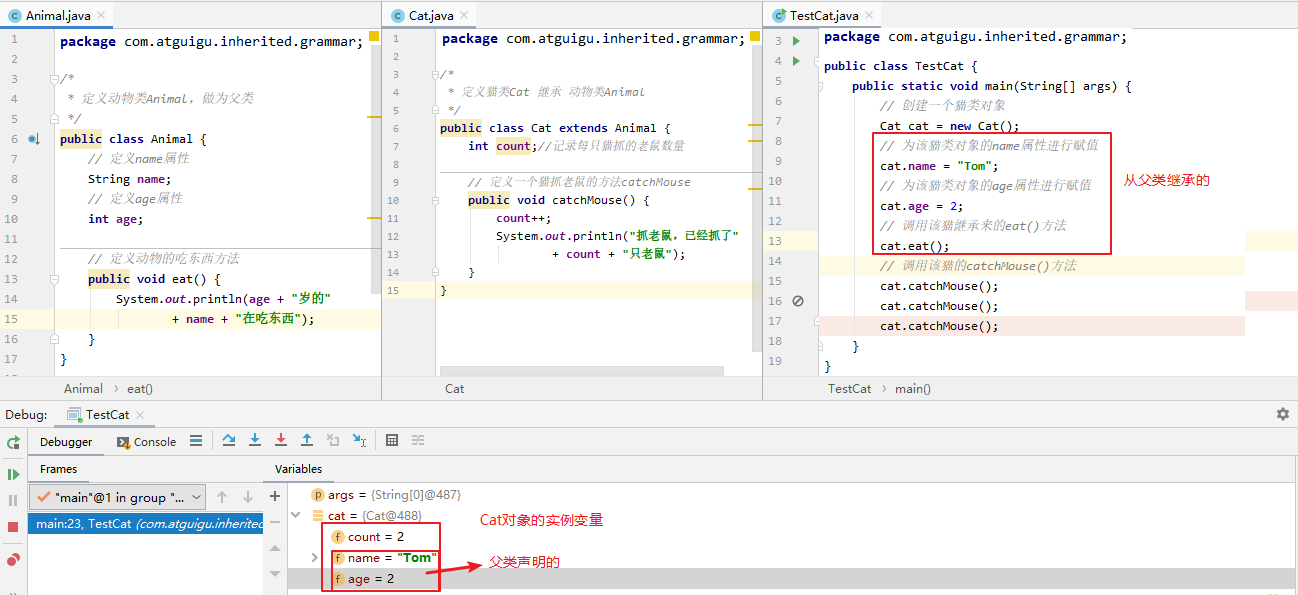 Animal.java
Cat.java
TestCat.java
1 package com.atguigu.inherited.grammar;
2
3 /*
4 * 定义动物类Animal，做为父类
5 */
6 public class Animal {
7 // 定义name属性
8 String name;
9 // 定义age属性
10 int age;
11
12 // 定义动物的吃东西方法
13 public void eat() {
14 System.out.println(age + "岁的"
15 + name + "在吃东西");
16 }
17 }
Animal › eat()
1 package com.atguigu.inherited.grammar;
2
3 /*
4 * 定义猫类Cat 继承 动物类Animal
5 */
6 public class Cat extends Animal {
7 int count;//记录每只猫抓的老鼠数量
8
9 // 定义一个猫抓老鼠的方法catchMouse
10 public void catchMouse() {
11 count++;
12 System.out.println("抓老鼠，已经抓了"
13 + count + "只老鼠");
14 }
15 }
Cat
3 package com.atguigu.inherited.grammar;
4
5 public class TestCat {
6 public static void main(String[] args) {
7 // 创建一个猫类对象
8 Cat cat = new Cat();
9 // 为该猫类对象的name属性进行赋值
10 cat.name = "Tom";
11 // 为该猫类对象的age属性进行赋值
12 cat.age = 2;
13 // 调用该猫继承来的eat()方法
14 cat.eat();
15 // 调用该猫的catchMouse()方法
16 cat.catchMouse();
17 cat.catchMouse();
18 cat.catchMouse();
19 }
}
从父类继承的
TestCat › main()
Debug: TestCat
Debugger Console
Frames Variables
"main"@1 in group "...
main:23, TestCat (com.atguigu.inherited
args = {String[0]@487}
cat = {Cat@488}
count = 2
name = "Tom"
age = 2
Cat对象的实例变量
父类声明的